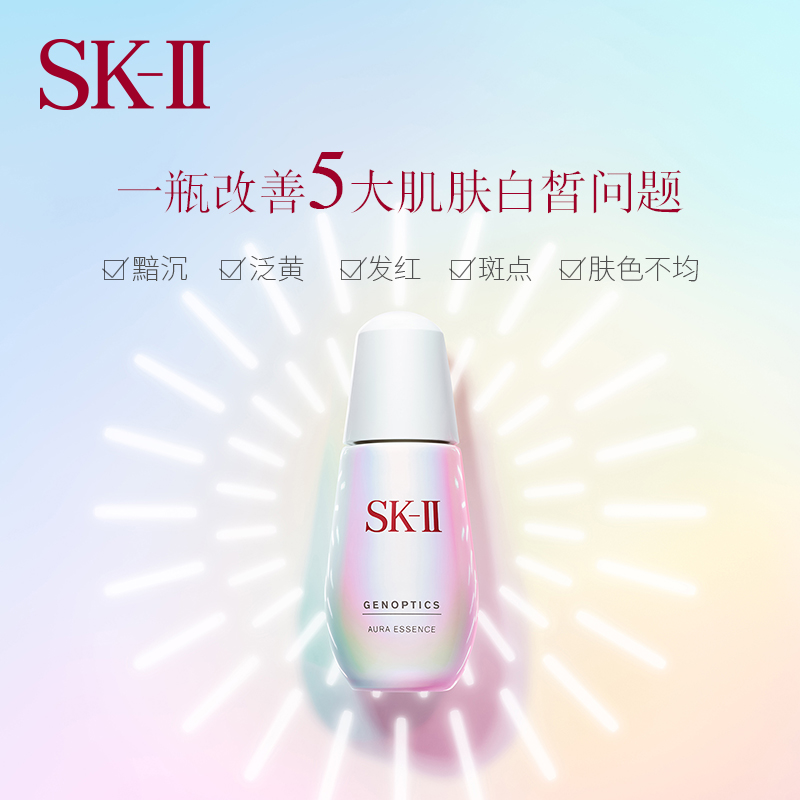 SK-II
一瓶改善5大肌肤白皙问题
☑黯沉 ☑泛黄 ☑发红 ☑斑点 ☑肤色不均
SK-II
GENOPTICS
AURA ESSENCE